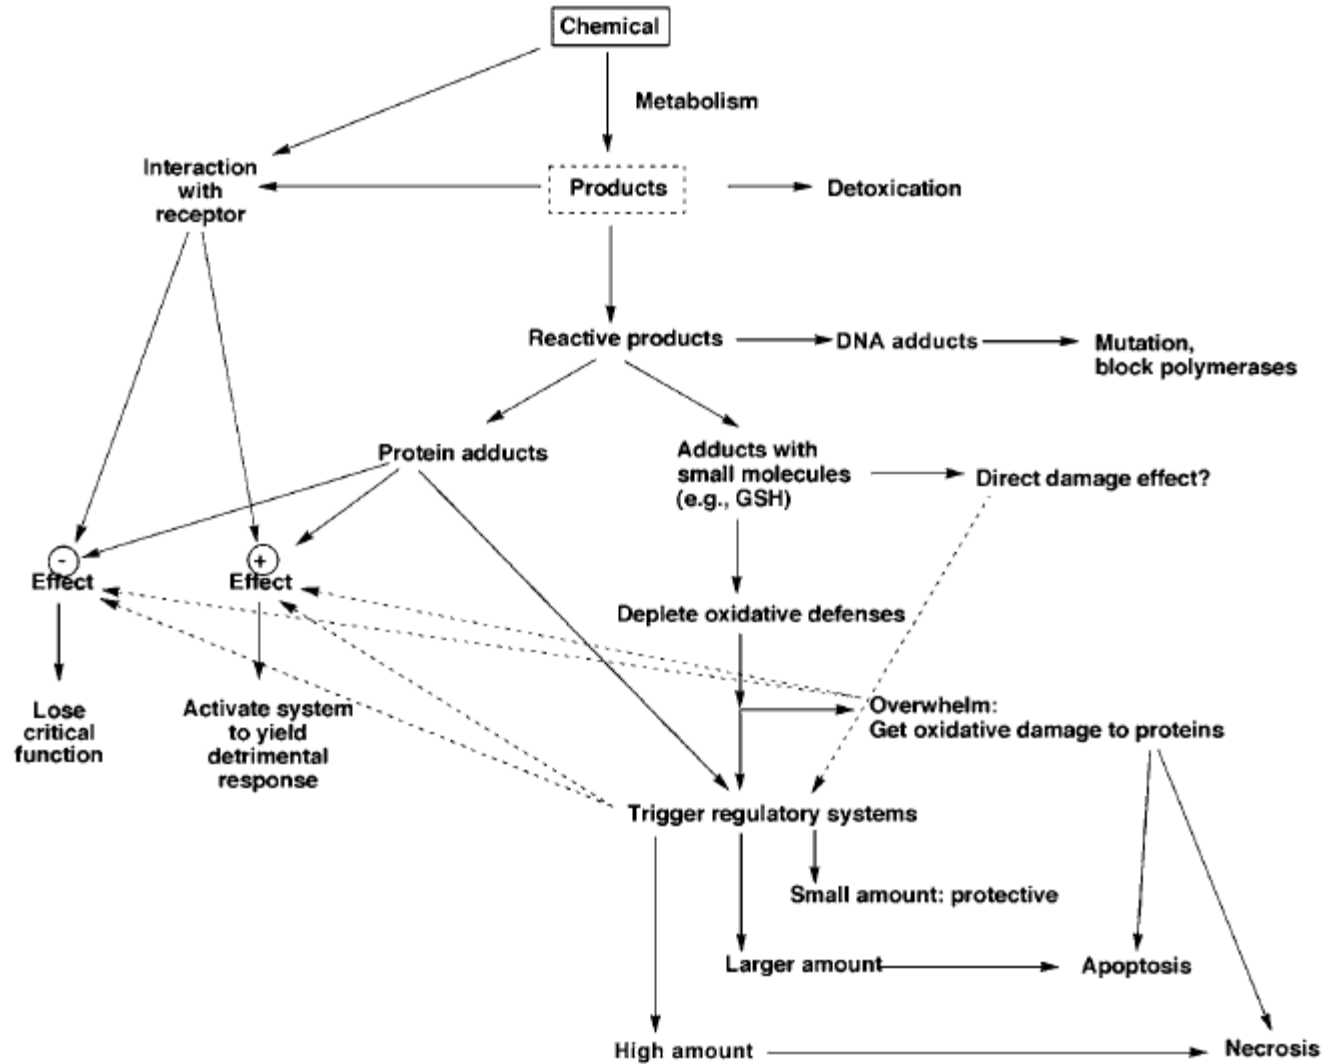 Chemical
Metabolism
Interaction
with
receptor
Products
Detoxication
Reactive products
DNA adducts
Mutation,
block polymerases
Protein adducts
Adducts with
small molecules
(e.g., GSH)
Direct damage effect?
-
Effect
+
Effect
Deplete oxidative defenses
Lose
critical
function
Activate system
to yield
detrimental
response
Overwhelm:
Get oxidative damage to proteins
Trigger regulatory systems
Small amount: protective
Larger amount
Apoptosis
High amount
Necrosis